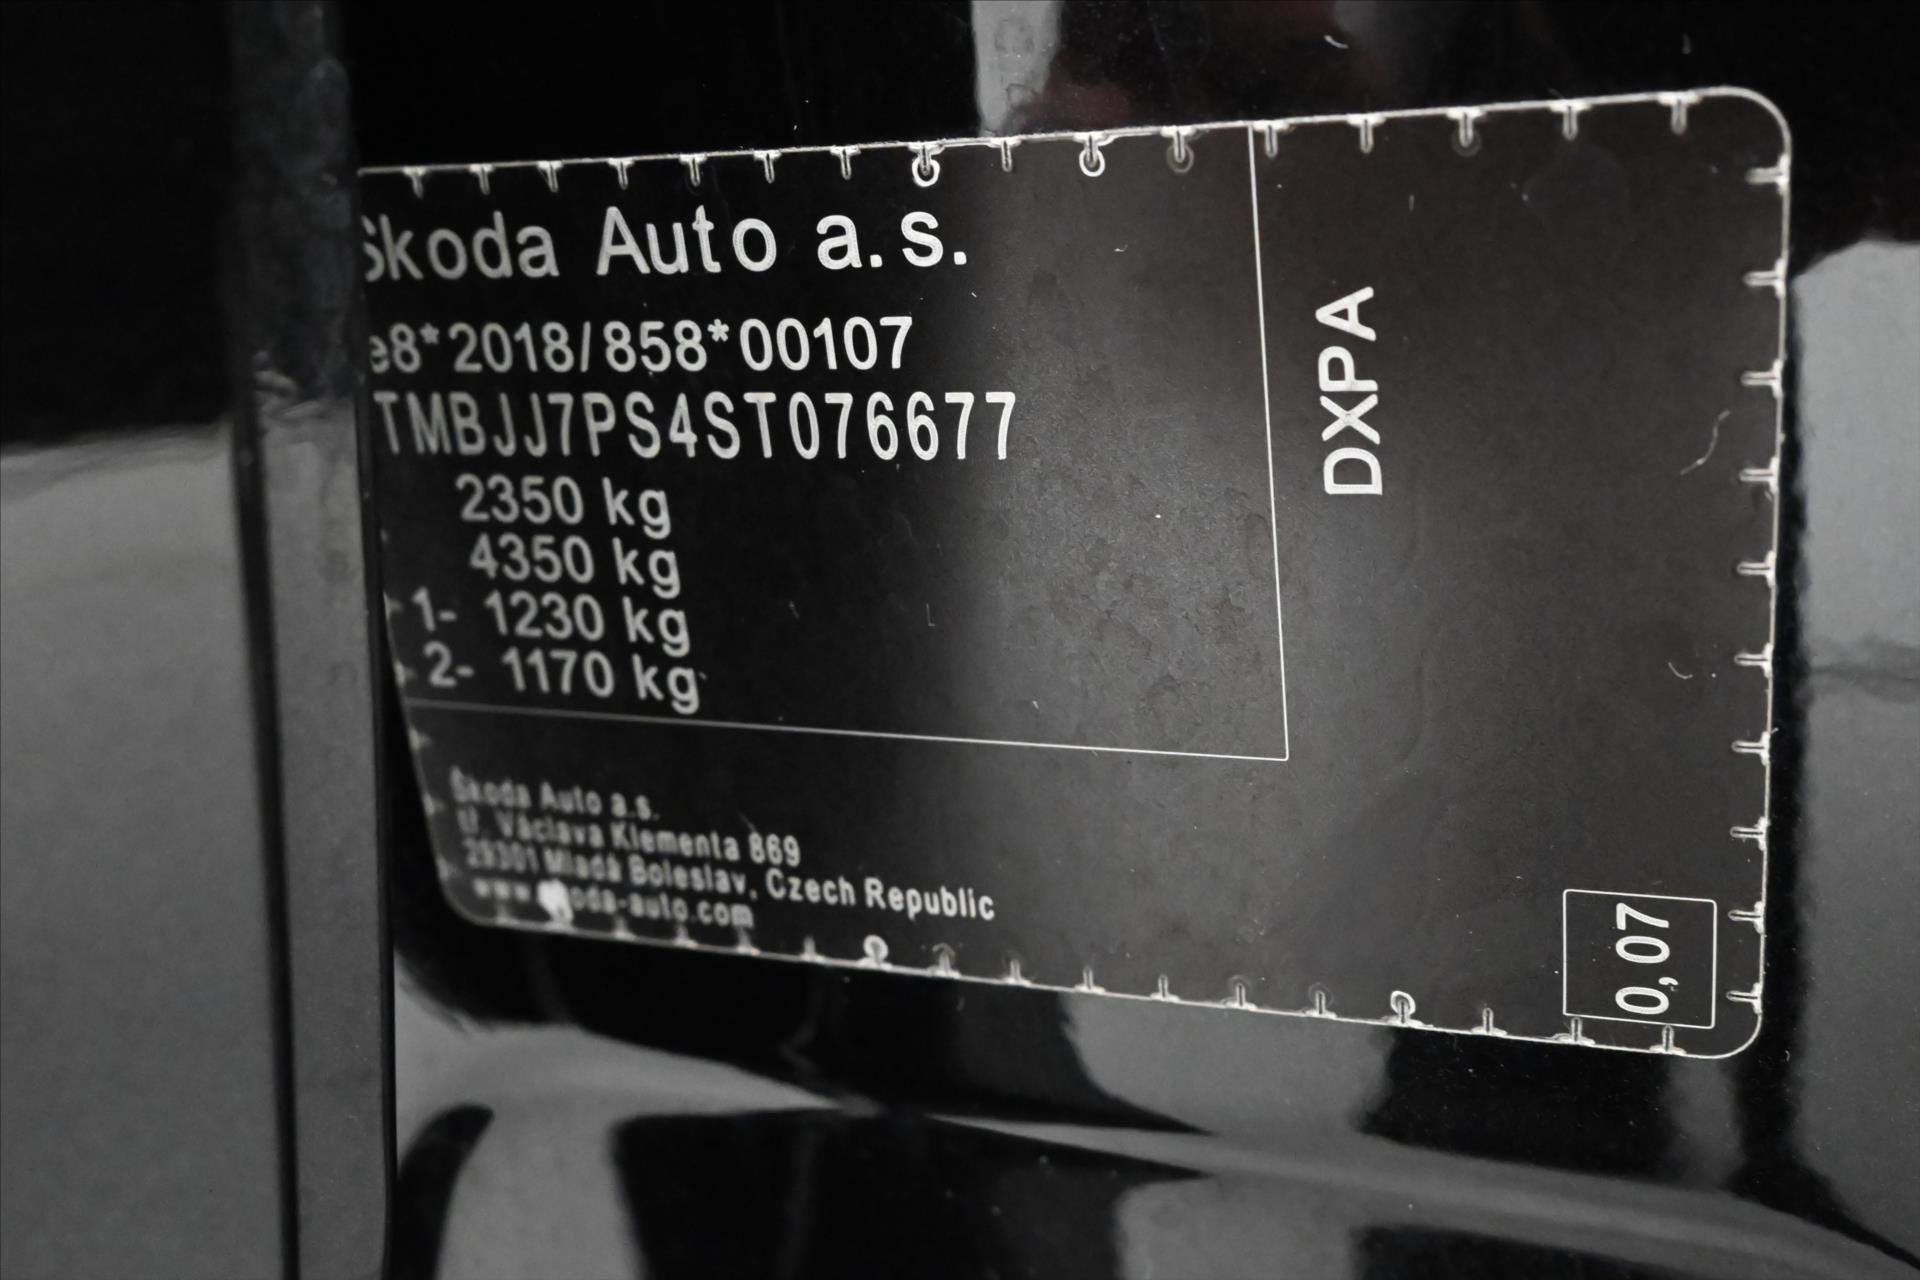 Škoda Auto a.s.
e8*2018/858*00107
TMBJJ7PS4ST076677
2350 kg
4350 kg
1- 1230 kg
2- 1170 kg
DXPA
Škoda Auto a.s.
tř. Václava Klementa 869
29301 Mladá Boleslav, Czech Republic
www.skoda-auto.com
0,07